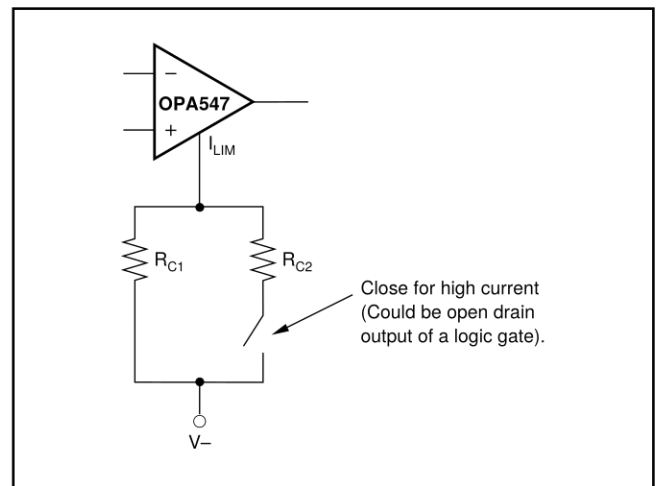 −
OPA547
+
I_LIM
R_C1
R_C2
Close for high current
(Could be open drain
output of a logic gate).
V–